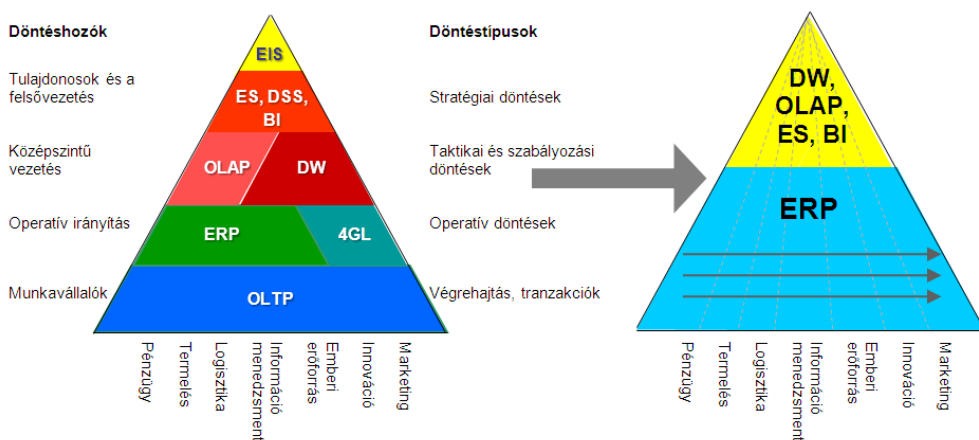 Döntéshozók
Tulajdonosok és a
felsővezetés
Középszintű
vezetés
Operatív irányítás
Munkavállalók
EIS
ES, DSS,
BI
OLAP
DW
ERP
4GL
OLTP
Pénzügy
Termelés
Logisztika
Információ
menedzsment
Emberi
erőforrás
Innováció
Marketing
Döntéstípusok
Stratégiai döntések
Taktikai és szabályozási
döntések
Operatív döntések
Végrehajtás, tranzakciók
DW,
OLAP,
ES, BI
ERP
Pénzügy
Termelés
Logisztika
Információ
menedzsment
Emberi
erőforrás
Innováció
Marketing